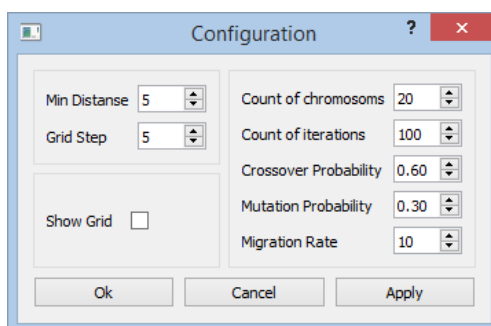 Configuration
?
Min Distanse 5
Grid Step 5
Show Grid
Count of chromosoms 20
Count of iterations 100
Crossover Probability 0.60
Mutation Probability 0.30
Migration Rate 10
Ok Cancel Apply